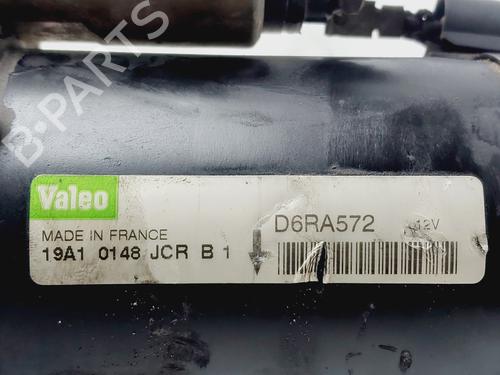 B-PARTS
Valeo
D6RA572 12V
MADE IN FRANCE
19A1 0148 JCR B 1